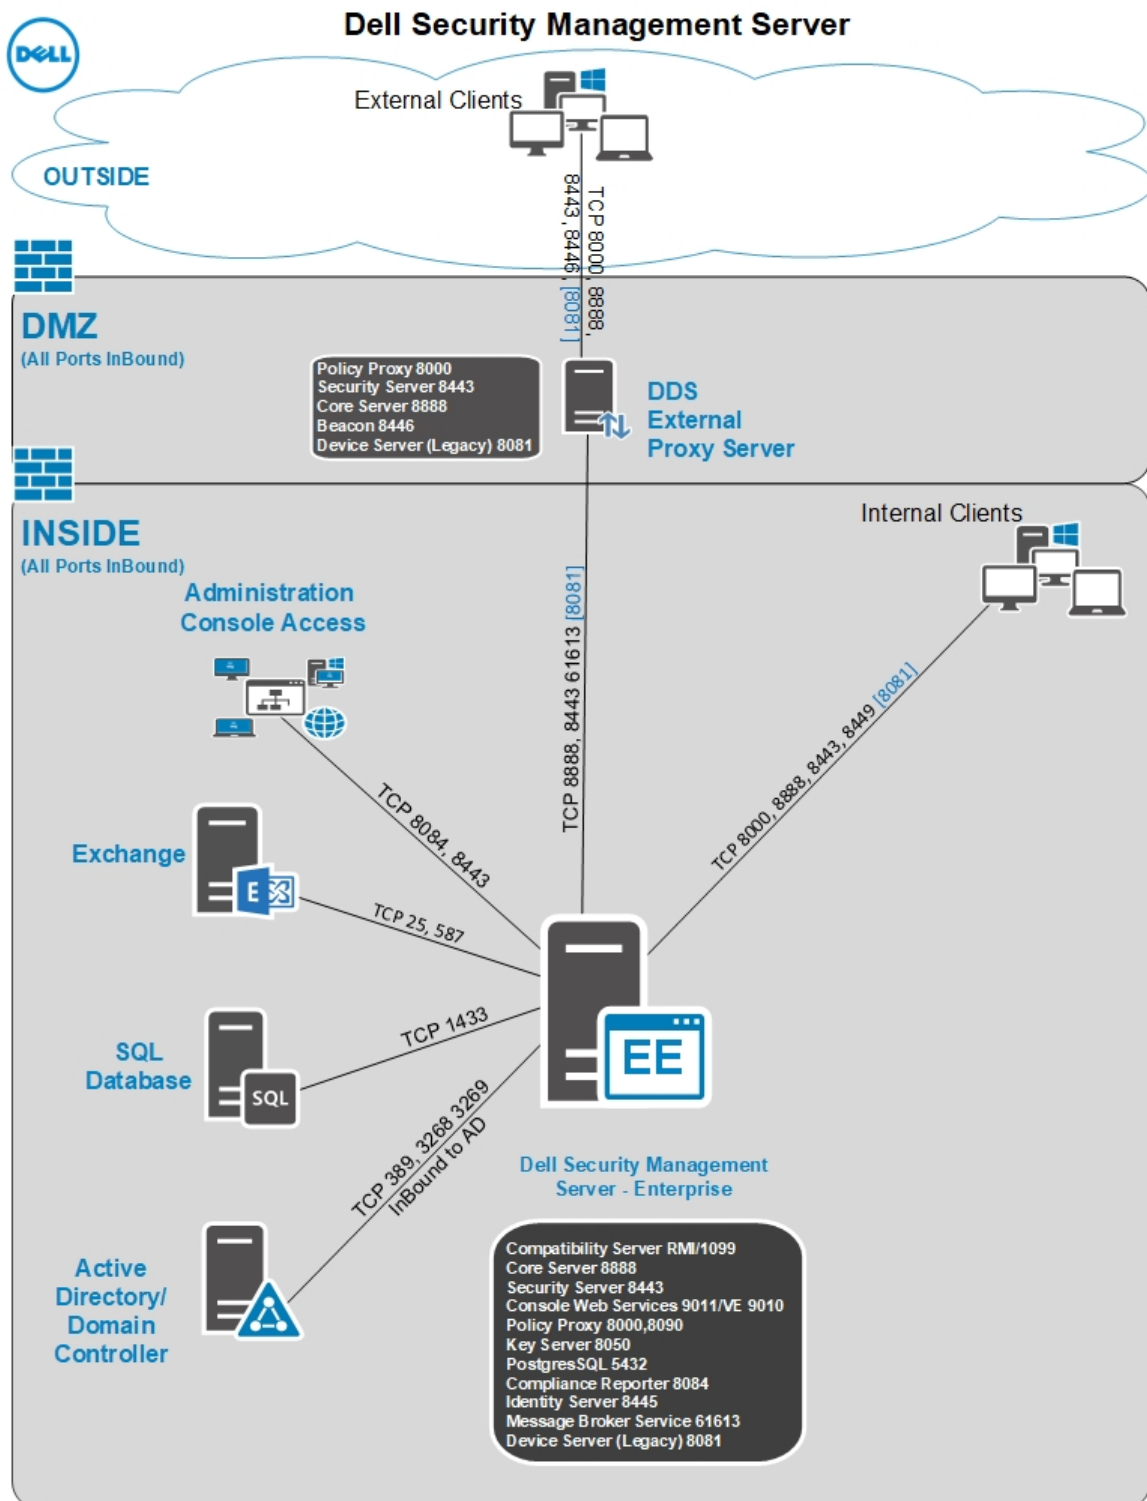 Dell Security Management Server
DELL
External Clients
OUTSIDE
TCP 8000, 8888,
8443, 8446, [8081]
DMZ
(All Ports InBound)
Policy Proxy 8000
Security Server 8443
Core Server 8888
Beacon 8446
Device Server (Legacy) 8081
DDS
External
Proxy Server
INSIDE
(All Ports InBound)
Internal Clients
Administration
Console Access
TCP 8888, 8443 61613 [8081]
TCP 8000, 8888, 8443, 8449 [8081]
TCP 8084, 8443
Exchange
E
TCP 25, 587
TCP 1433
SQL
Database
SQL
EE
TCP 389, 3268 3269
InBound to AD
Dell Security Management
Server - Enterprise
Active
Directory/
Domain
Controller
Compatibility Server RMI/1099
Core Server 8888
Security Server 8443
Console Web Services 9011/VE 9010
Policy Proxy 8000,8090
Key Server 8050
PostgresSQL 5432
Compliance Reporter 8084
Identity Server 8445
Message Broker Service 61613
Device Server (Legacy) 8081